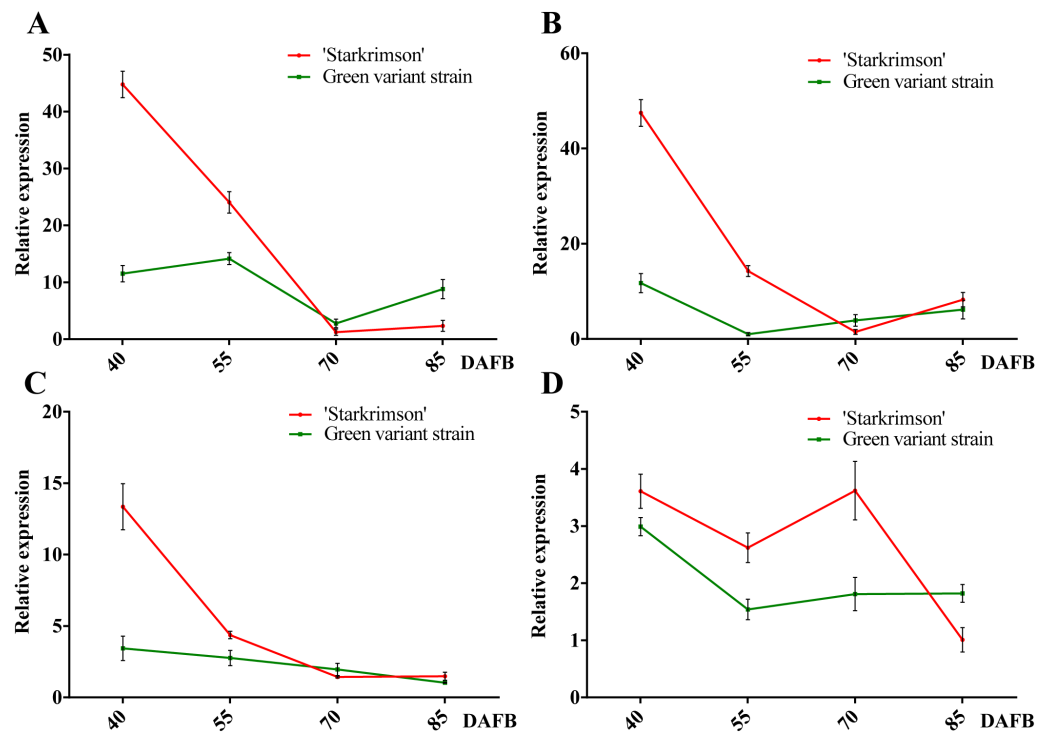 A
'Starkrimson'
Green variant strain
Relative expression
50
40
30
20
10
0
40
55
70
85
DAFB
B
'Starkrimson'
Green variant strain
Relative expression
60
40
20
0
40
55
70
85
DAFB
C
'Starkrimson'
Green variant strain
Relative expression
20
15
10
5
0
40
55
70
85
DAFB
D
'Starkrimson'
Green variant strain
Relative expression
5
4
3
2
1
0
40
55
70
85
DAFB